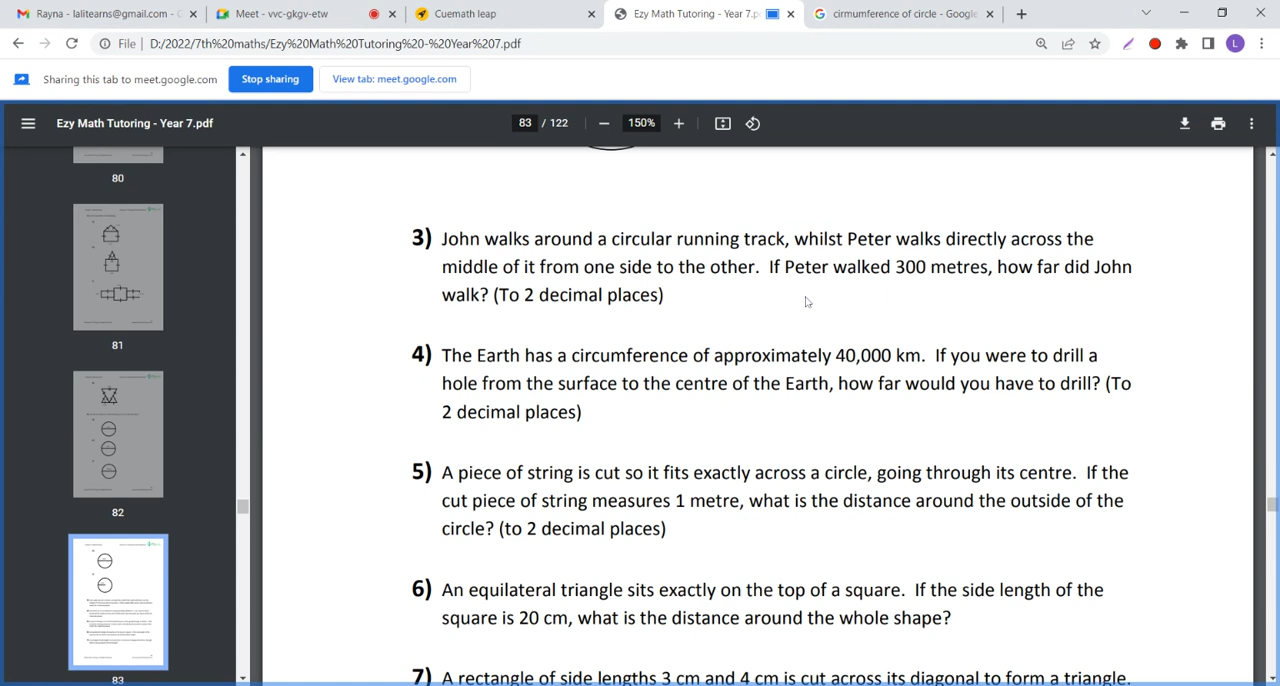 Rayna - lalitearns@gmail.com - G
Meet - vvc-gkgv-etw
Cuemath leap
Ezy Math Tutoring - Year 7.p
cirmumference of circle - Google
File D:/2022/7th%20maths/Ezy%20Math%20Tutoring%20-%20Year%207.pdf
L
Sharing this tab to meet.google.com
Stop sharing
View tab: meet.google.com
Ezy Math Tutoring - Year 7.pdf
83 / 122
150%
80
81
82
83
3) John walks around a circular running track, whilst Peter walks directly across the
middle of it from one side to the other. If Peter walked 300 metres, how far did John
walk? (To 2 decimal places)
4) The Earth has a circumference of approximately 40,000 km. If you were to drill a
hole from the surface to the centre of the Earth, how far would you have to drill? (To
2 decimal places)
5) A piece of string is cut so it fits exactly across a circle, going through its centre. If the
cut piece of string measures 1 metre, what is the distance around the outside of the
circle? (to 2 decimal places)
6) An equilateral triangle sits exactly on the top of a square. If the side length of the
square is 20 cm, what is the distance around the whole shape?
7) A rectangle of side lengths 3 cm and 4 cm is cut across its diagonal to form a triangle.